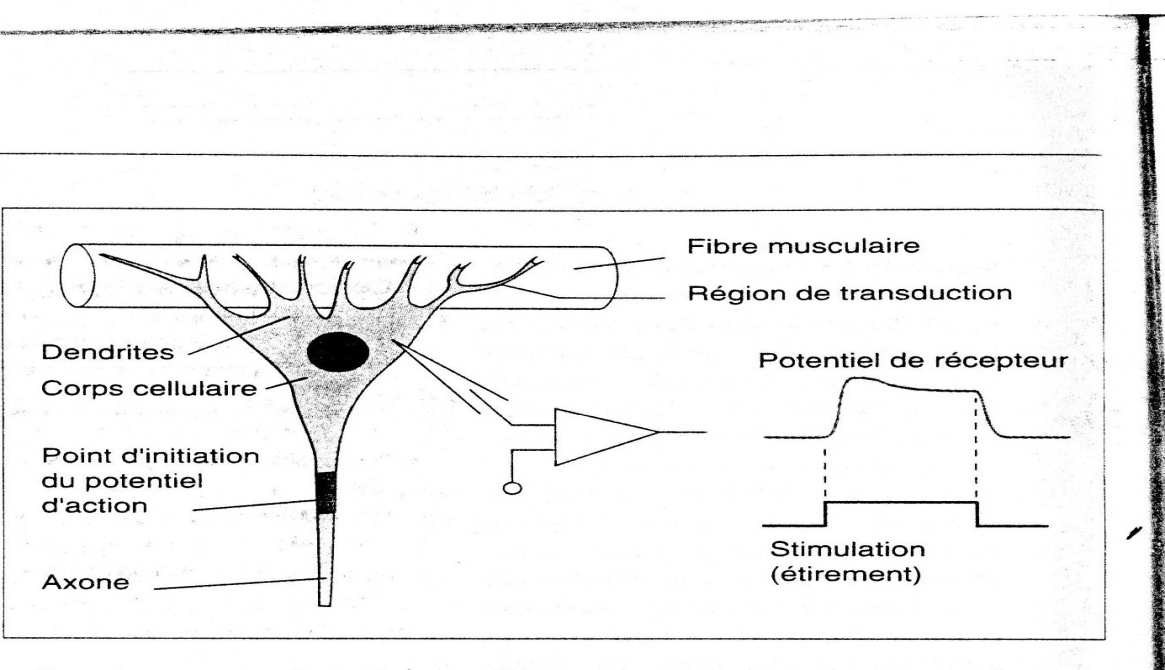 Fibre musculaire
Région de transduction
Dendrites
Corps cellulaire
Potentiel de récepteur
Point d'initiation
du potentiel
d'action
Stimulation
(étirement)
Axone